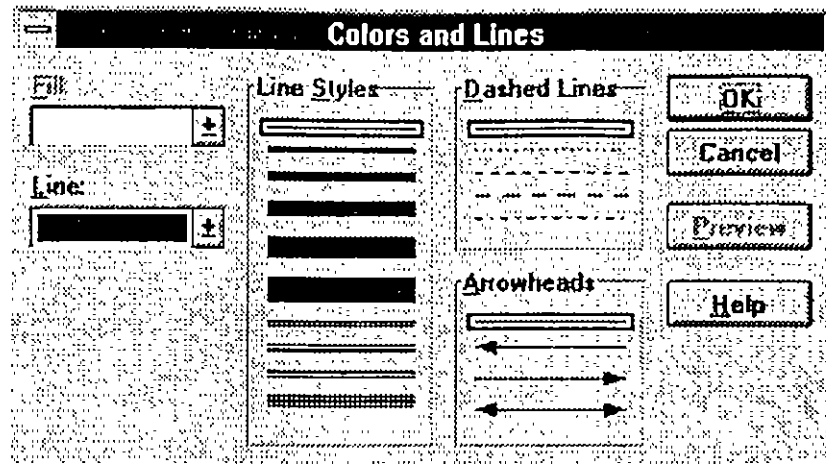 Colors and Lines
Fill:
Line:
Line Styles
Dashed Lines
Arrowheads
OK
Cancel
Preview
Help